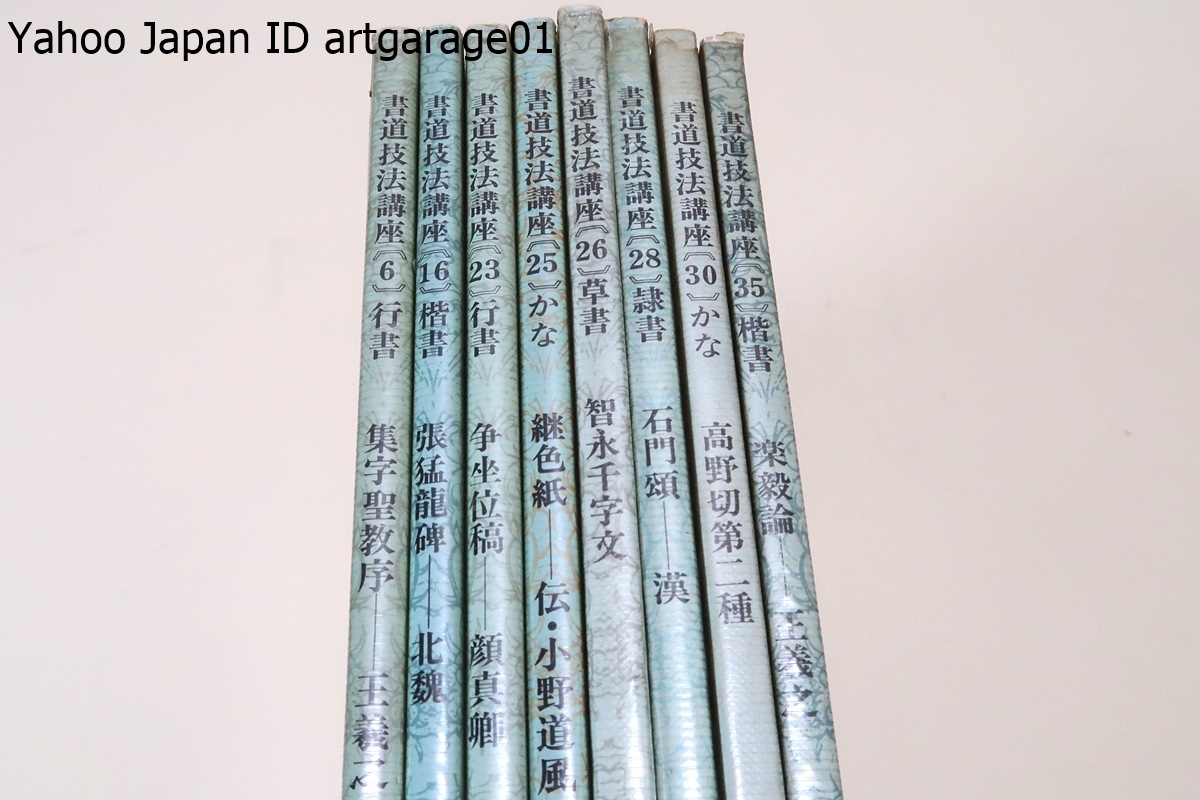 Yahoo Japan ID artgarage01
書道技法講座〖6〗行書 集字聖教序―王羲之
書道技法講座〖16〗楷書 張猛龍碑―北魏
書道技法講座〖23〗行書 争坐位稿―顔真卿
書道技法講座〖25〗かな 継色紙―伝・小野道風
書道技法講座〖26〗草書 智永千字文
書道技法講座〖28〗隷書 石門頌―漢
書道技法講座〖30〗かな 高野切第二種
書道技法講座〖35〗楷書 楽毅論―王羲之